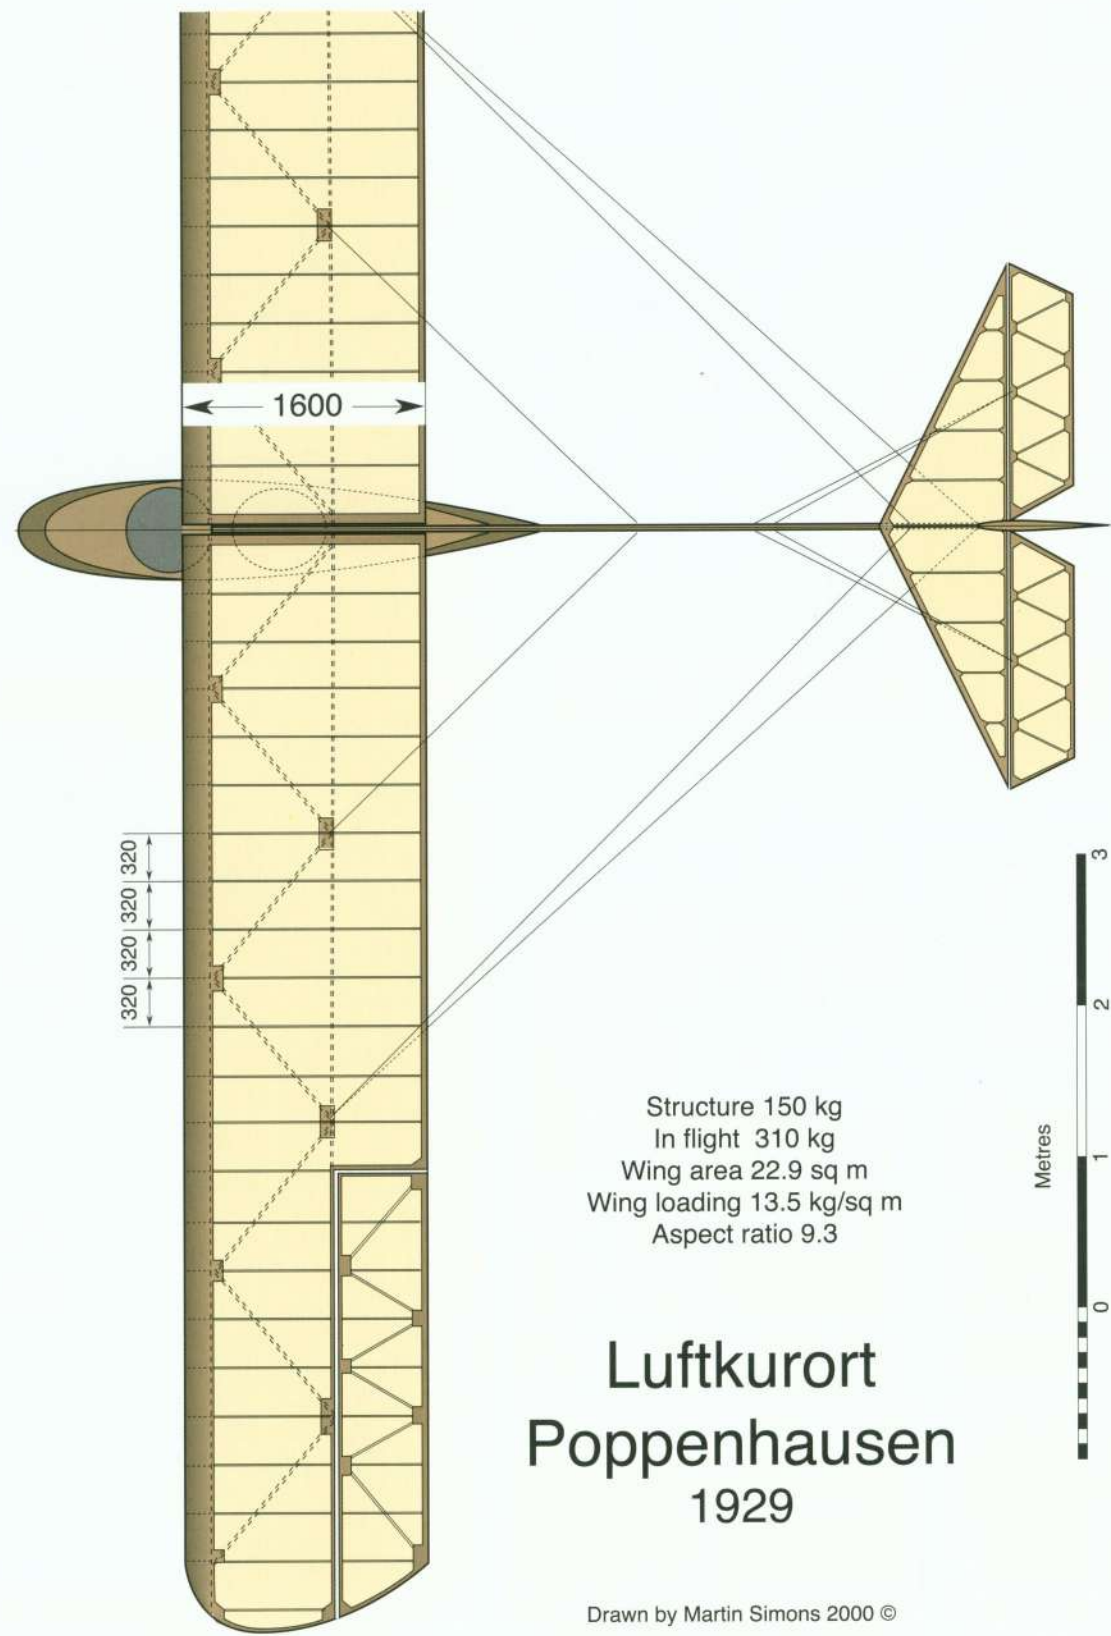 1600
320
320
320
320
3
2
1
0
Metres
Structure 150 kg
In flight 310 kg
Wing area 22.9 sq m
Wing loading 13.5 kg/sq m
Aspect ratio 9.3
Luftkurort
Poppenhausen
1929
Drawn by Martin Simons 2000 ©